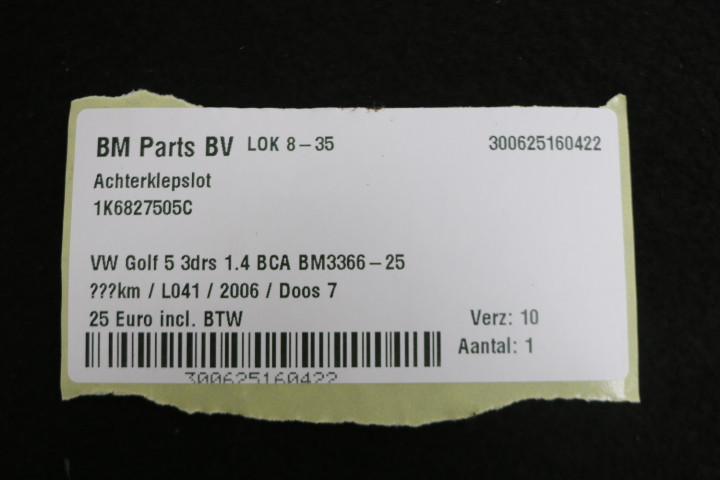 BM Parts BV LOK 8-35 300625160422
Achterklepslot
1K6827505C
VW Golf 5 3drs 1.4 BCA BM3366-25
???km / L041 / 2006 / Doos 7
25 Euro incl. BTW Verz: 10
Aantal: 1
300625160422